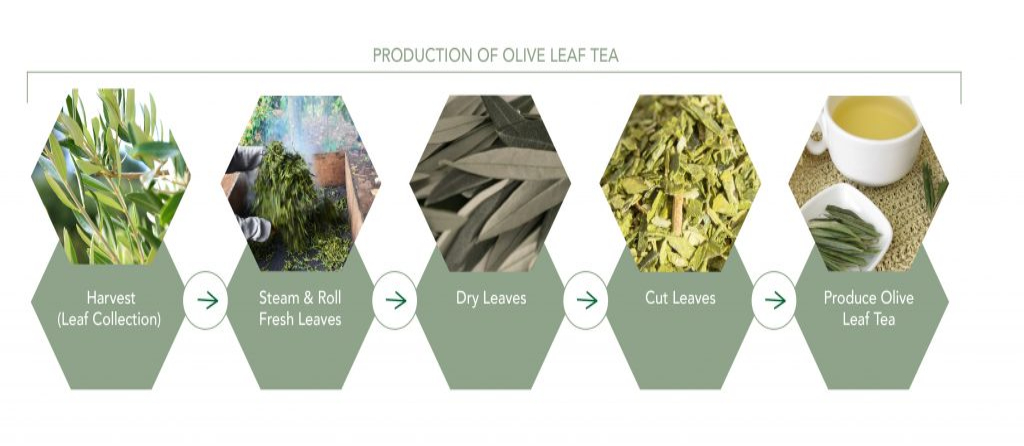 PRODUCTION OF OLIVE LEAF TEA
Harvest
(Leaf Collection)
Steam & Roll
Fresh Leaves
Dry Leaves
Cut Leaves
Produce Olive
Leaf Tea